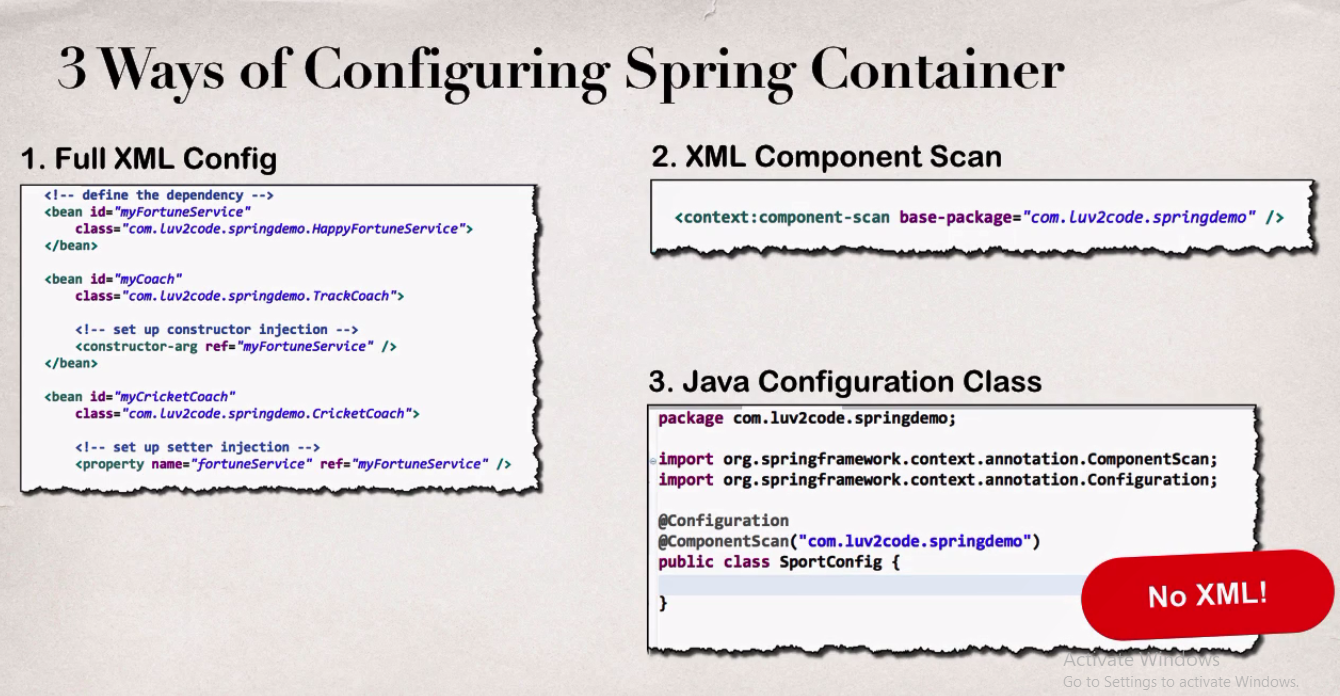 3 Ways of Configuring Spring Container
1. Full XML Config
<!-- define the dependency -->
<bean id="myFortuneService"
class="com.luv2code.springdemo.HappyFortuneService">
</bean>
<bean id="myCoach"
class="com.luv2code.springdemo.TrackCoach">
<!-- set up constructor injection -->
<constructor-arg ref="myFortuneService" />
</bean>
<bean id="myCricketCoach"
class="com.luv2code.springdemo.CricketCoach">
<!-- set up setter injection -->
<property name="fortuneService" ref="myFortuneService" />
2. XML Component Scan
<context:component-scan base-package="com.luv2code.springdemo" />
3. Java Configuration Class
package com.luv2code.springdemo;
import org.springframework.context.annotation.ComponentScan;
import org.springframework.context.annotation.Configuration;
@Configuration
@ComponentScan("com.luv2code.springdemo")
public class SportConfig {
}
No XML!
Activate Windows
Go to Settings to activate Windows.